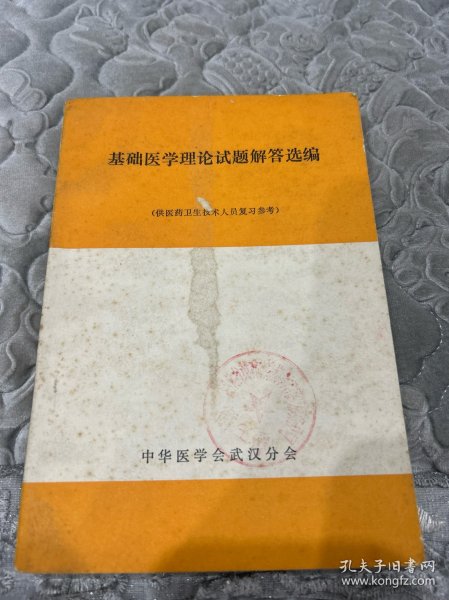 基础医学理论试题解答选编
(供医药卫生技术人员复习参考)
中华医学会武汉分会
孔夫子旧书网
www.kongfz.com